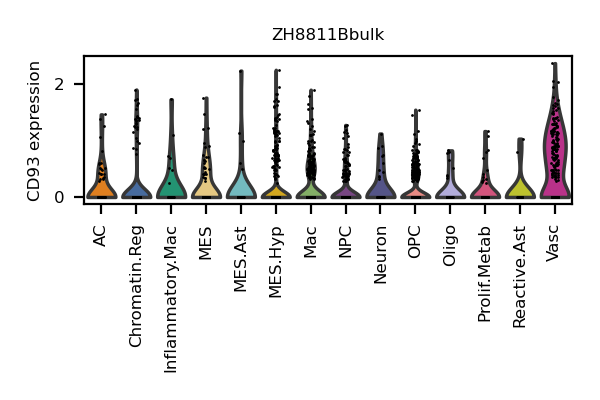 ZH8811Bbulk
CD93 expression
2
0
AC
Chromatin.Reg
Inflammatory.Mac
MES
MES.Ast
MES.Hyp
Mac
NPC
Neuron
OPC
Oligo
Prolif.Metab
Reactive.Ast
Vasc